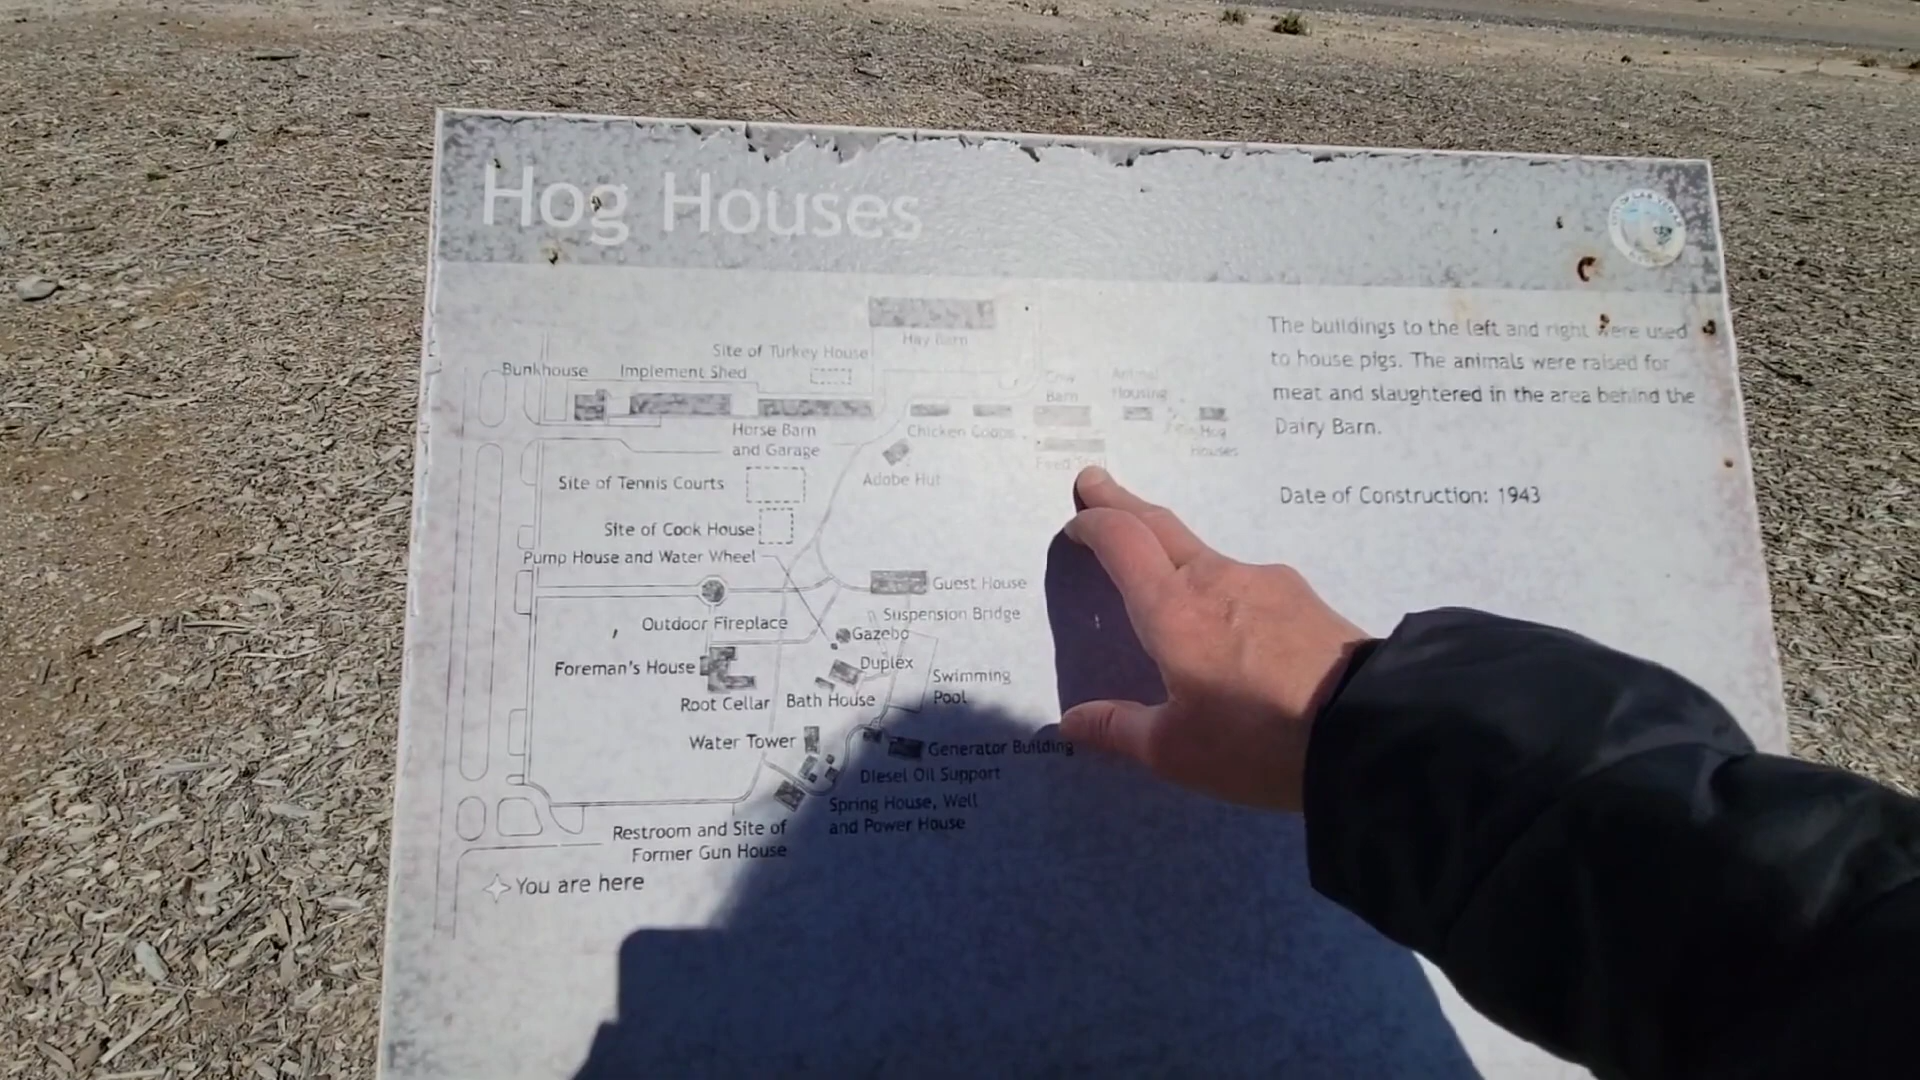 Hog Houses
CITY OF LAS VEGAS
The buildings to the left and right were used
to house pigs. The animals were raised for
meat and slaughtered in the area behind the
Dairy Barn.
Date of Construction: 1943
Hay Barn
Site of Turkey House
Bunkhouse
Implement Shed
Cow
Barn
Animal
Housing
Horse Barn
and Garage
Chicken Coops
Hog
Houses
Feed
Adobe Hut
Site of Tennis Courts
Site of Cook House
Pump House and Water Wheel
Guest House
Suspension Bridge
Outdoor Fireplace
Gazebo
Foreman's House
Duplex
Swimming
Pool
Root Cellar
Bath House
Water Tower
Generator Building
Diesel Oil Support
Spring House, Well
and Power House
Restroom and Site of
Former Gun House
You are here